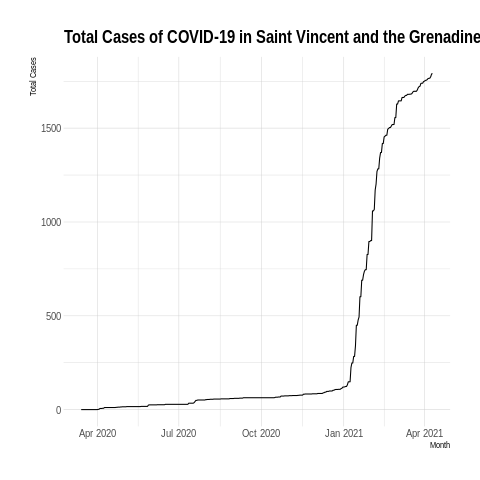 Total Cases of COVID-19 in Saint Vincent and the Grenadine
Total Cases
1500
1000
500
0
Apr 2020 Jul 2020 Oct 2020 Jan 2021 Apr 2021
Month